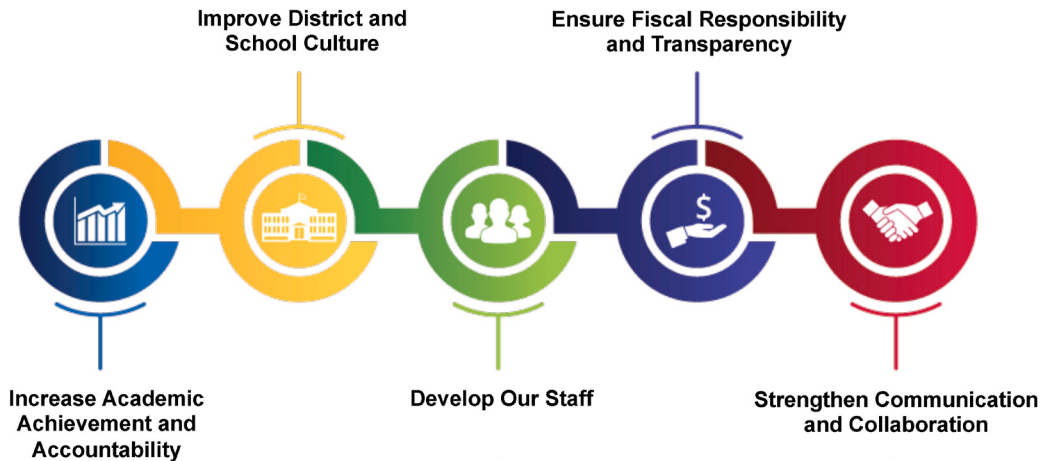 Improve District and
School Culture
Ensure Fiscal Responsibility
and Transparency
$
Increase Academic
Achievement and
Accountability
Develop Our Staff
Strengthen Communication
and Collaboration